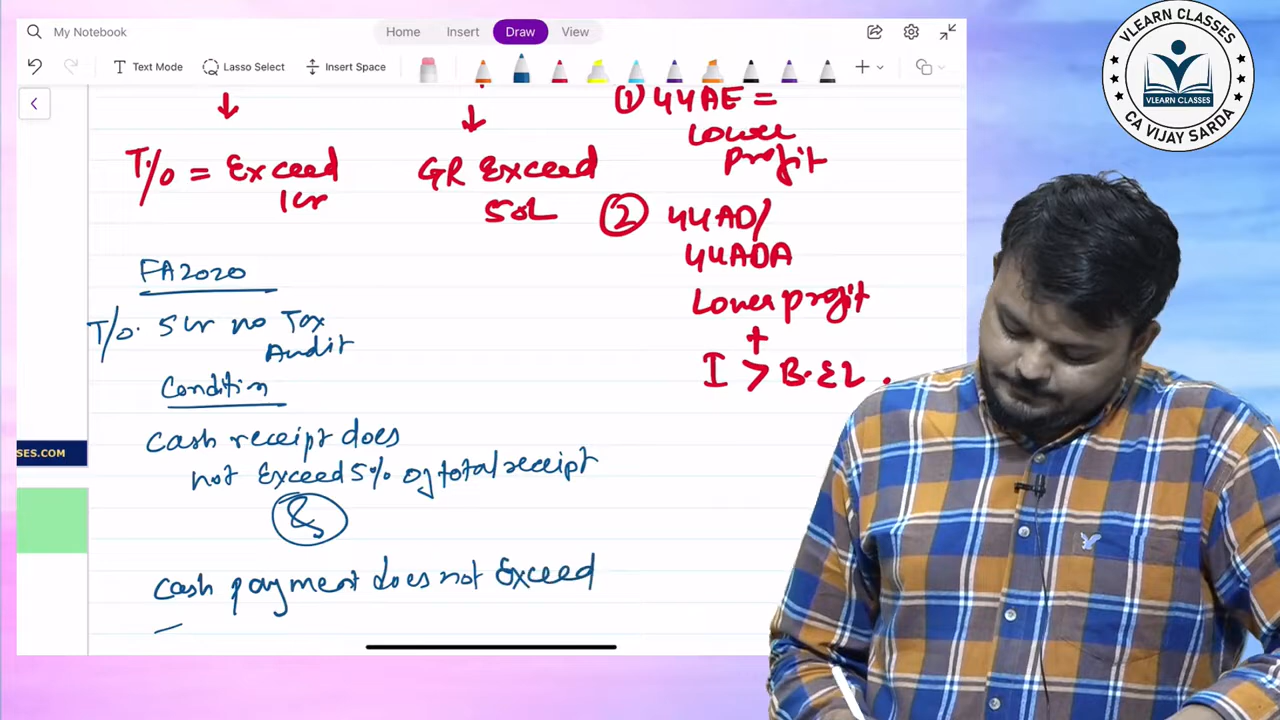 My Notebook
Home Insert Draw View
Text Mode Lasso Select Insert Space
T/o = Exceed
1cr
GR Exceed
50L
① 44AE =
Lower
profit
② 44AD/
44ADA
Lower profit
+
I > B.E.L.
FA2020
T/o. 5cr no Tax
Audit
Condition
cash receipt does
not Exceed 5% of total receipt
&
cash payment does not Exceed
SES.COM
VLEARN CLASSES
VLEARN CLASSES
CA VIJAY SARDA